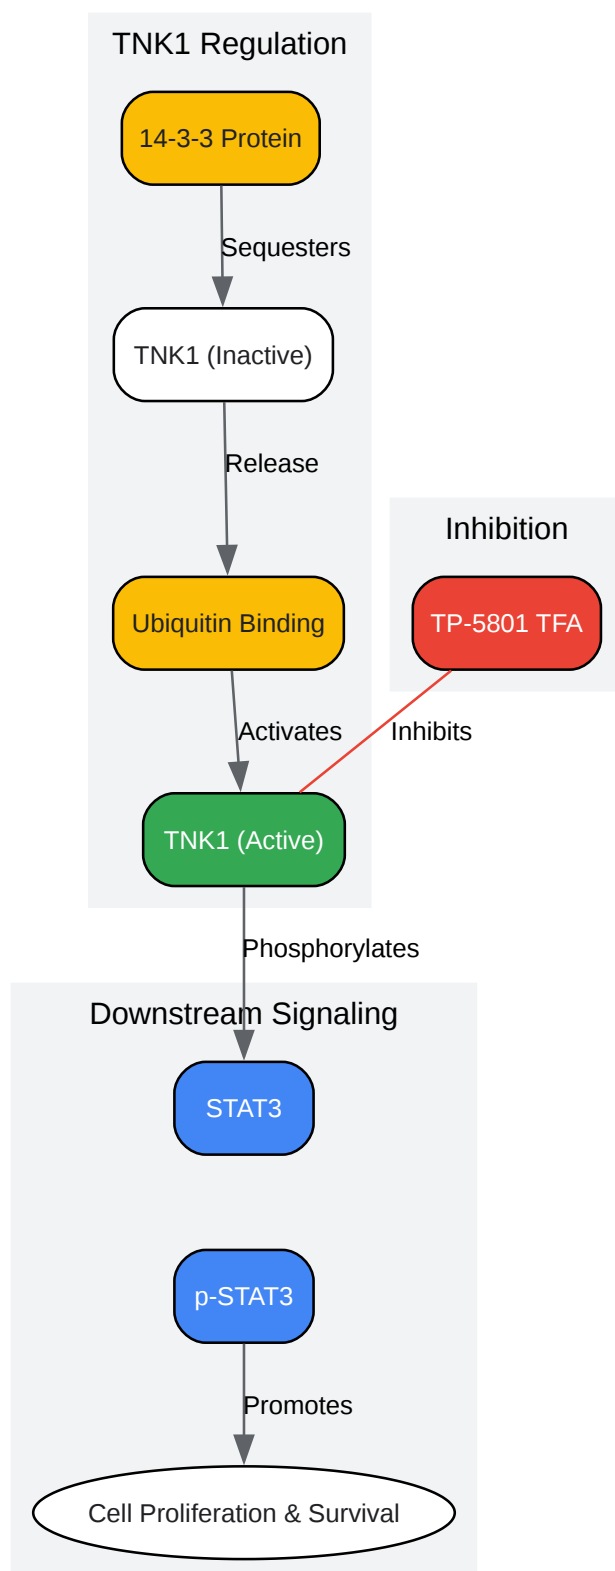 TNK1 Regulation
14-3-3 Protein
Sequesters
TNK1 (Inactive)
Release
Inhibition
Ubiquitin Binding
TP-5801 TFA
Activates
Inhibits
TNK1 (Active)
Phosphorylates
Downstream Signaling
STAT3
p-STAT3
Promotes
Cell Proliferation & Survival